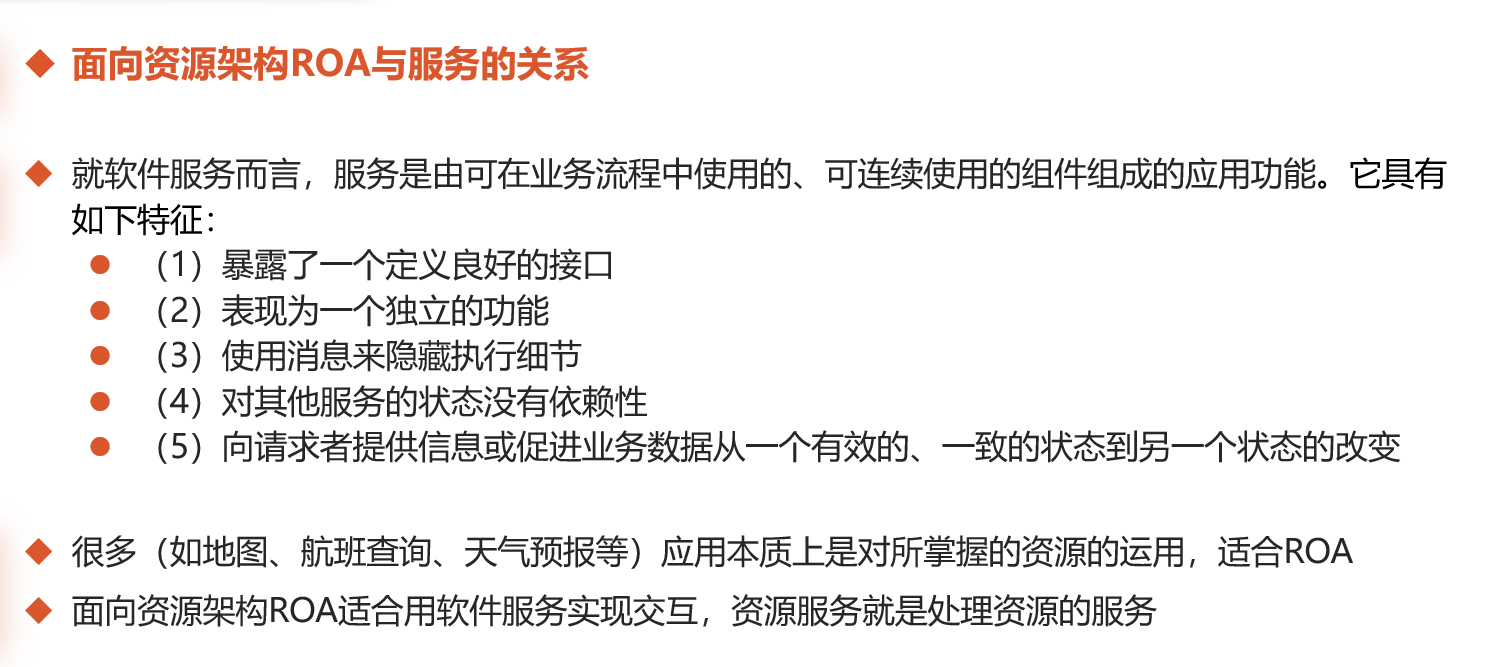 面向资源架构ROA与服务的关系
就软件服务而言，服务是由可在业务流程中使用的、可连续使用的组件组成的应用功能。它具有
如下特征：
（1）暴露了一个定义良好的接口
（2）表现为一个独立的功能
（3）使用消息来隐藏执行细节
（4）对其他服务的状态没有依赖性
（5）向请求者提供信息或促进业务数据从一个有效的、一致的状态到另一个状态的改变
很多（如地图、航班查询、天气预报等）应用本质上是对所掌握的资源的运用，适合ROA
面向资源架构ROA适合用软件服务实现交互，资源服务就是处理资源的服务